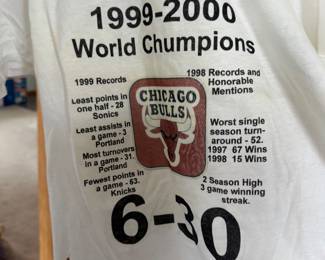 1999-2000
World Chumpions
1999 Records
Least points in
one half - 28
Sonics
Least assists in
a game - 3
Portland
Most turnovers
in a game - 31.
Portland
Fewest points in
a game - 63.
Knicks
CHICAGO
BULLS
1998 Records and
Honorable
Mentions
Worst single
season turn-
around - 52.
1997 67 Wins
1998 15 Wins
2 Season High
3 game winning
streak.
6-30